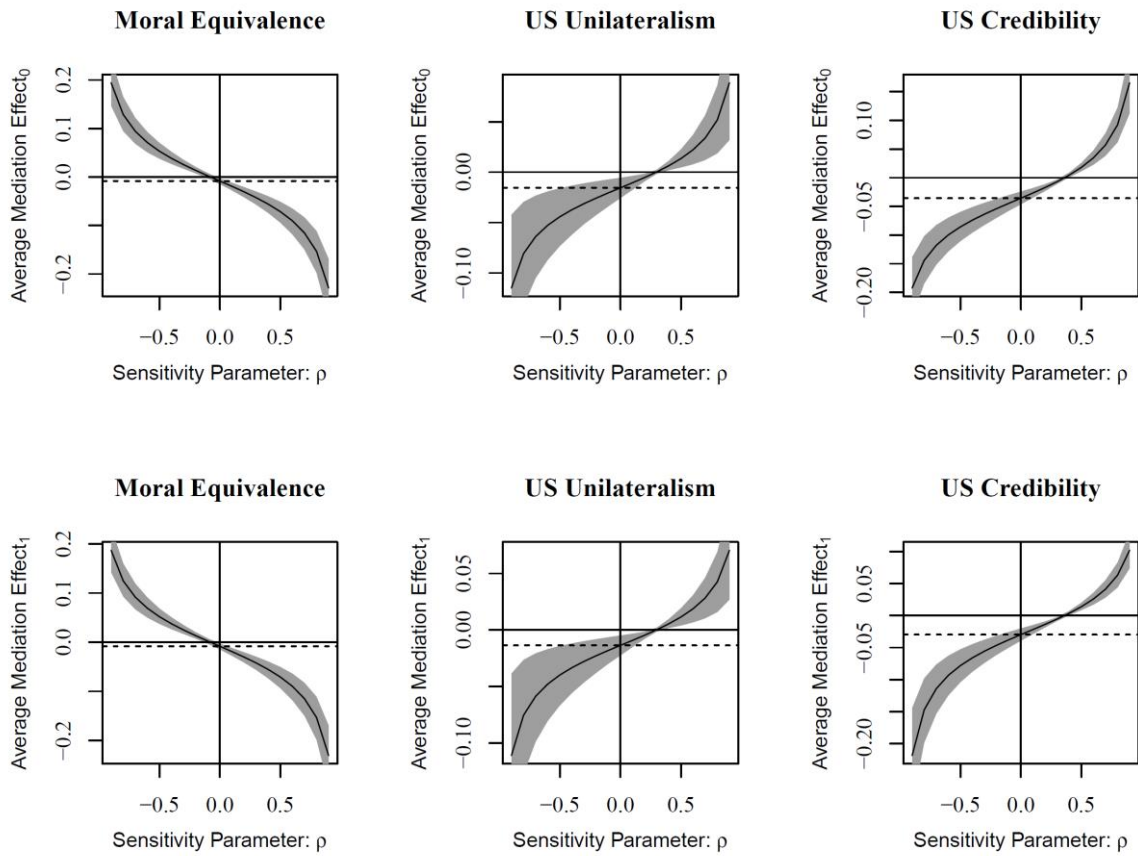 Moral Equivalence
US Unilateralism
US Credibility
Average Mediation Effect₀
0.2
0.1
0.0
−0.2
−0.5 0.0 0.5
Sensitivity Parameter: ρ
Average Mediation Effect₀
0.00
−0.10
−0.5 0.0 0.5
Sensitivity Parameter: ρ
Average Mediation Effect₀
0.10
−0.05
−0.20
−0.5 0.0 0.5
Sensitivity Parameter: ρ
Moral Equivalence
US Unilateralism
US Credibility
Average Mediation Effect₁
0.2
0.1
0.0
−0.2
−0.5 0.0 0.5
Sensitivity Parameter: ρ
Average Mediation Effect₁
0.05
0.00
−0.10
−0.5 0.0 0.5
Sensitivity Parameter: ρ
Average Mediation Effect₁
0.05
−0.05
−0.20
−0.5 0.0 0.5
Sensitivity Parameter: ρ